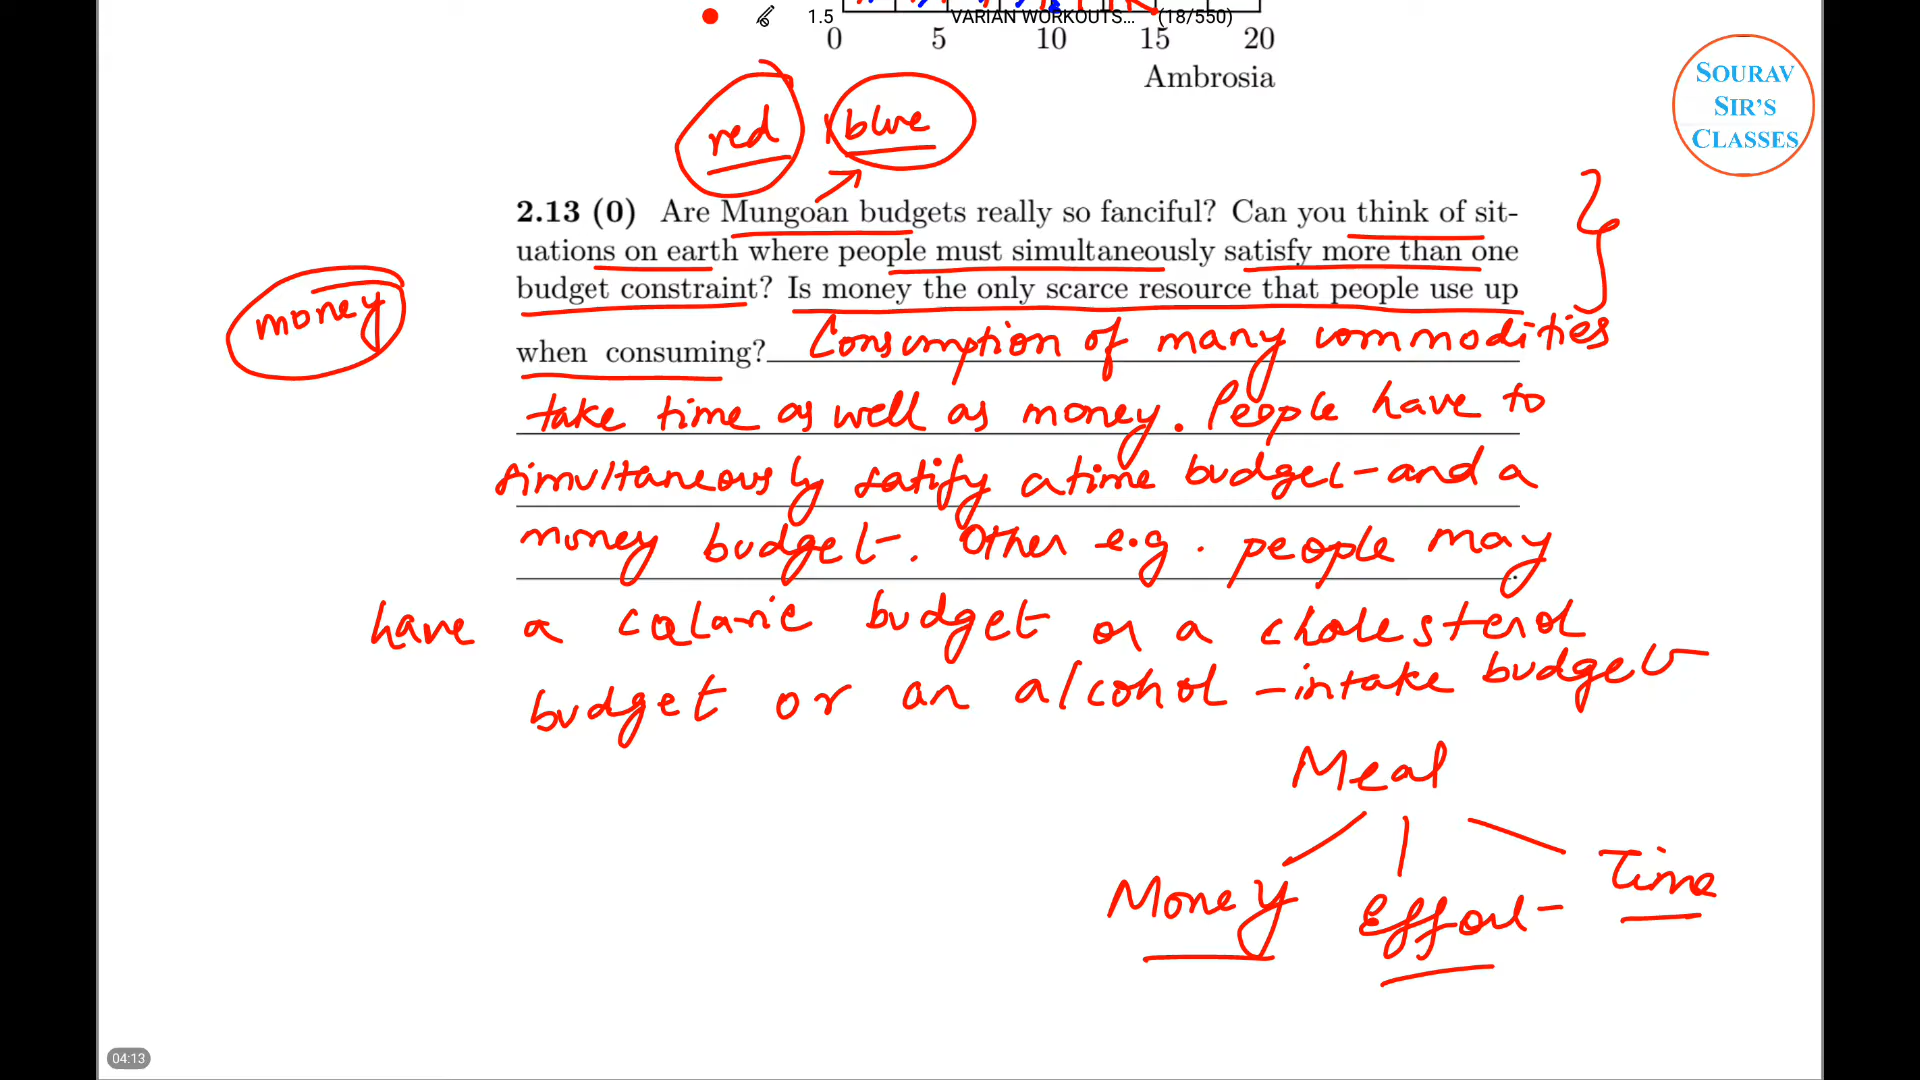 1.5 VARIAN WORKOUTS... (18/550)
0 5 10 15 20
Ambrosia
SOURAV
SIR'S
CLASSES
red blue
2.13 (0) Are Mungoan budgets really so fanciful? Can you think of sit-
uations on earth where people must simultaneously satisfy more than one
budget constraint? Is money the only scarce resource that people use up
when consuming? Consumption of many commodities
money
take time as well as money. People have to
simultaneously satify a time budget and a
money budget. Other e.g. people may
have a calorie budget or a cholesterol
budget or an alcohol-intake budget
Meal
Money Effort Time
04:13